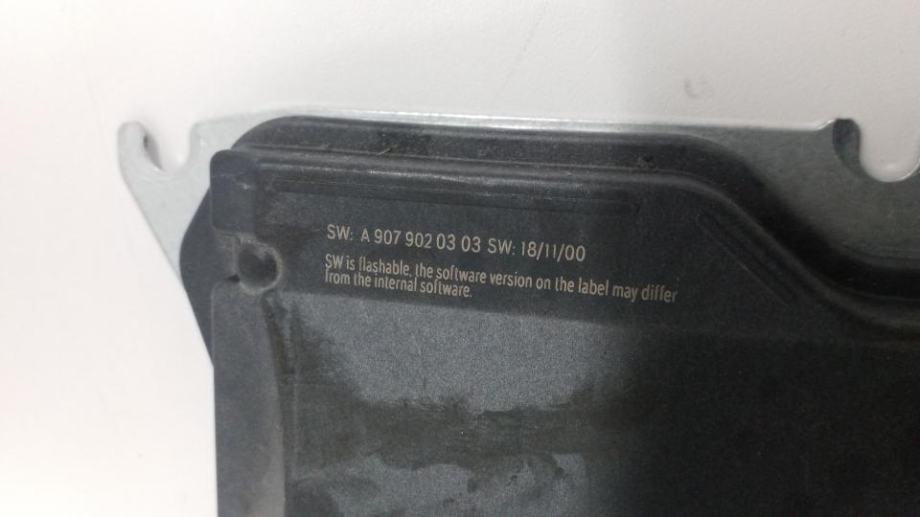 SW: A 907 902 03 03 SW: 18/11/00
SW is flashable, the software version on the label may differ
from the internal software.